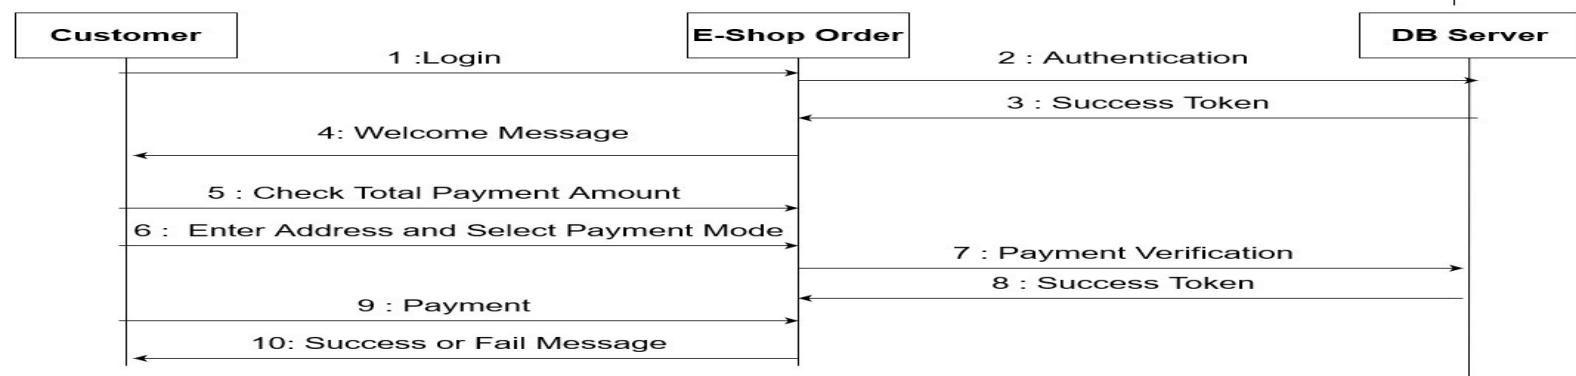 Customer
E-Shop Order
DB Server
1 :Login
2 : Authentication
3 : Success Token
4: Welcome Message
5 : Check Total Payment Amount
6 : Enter Address and Select Payment Mode
7 : Payment Verification
8 : Success Token
9 : Payment
10: Success or Fail Message